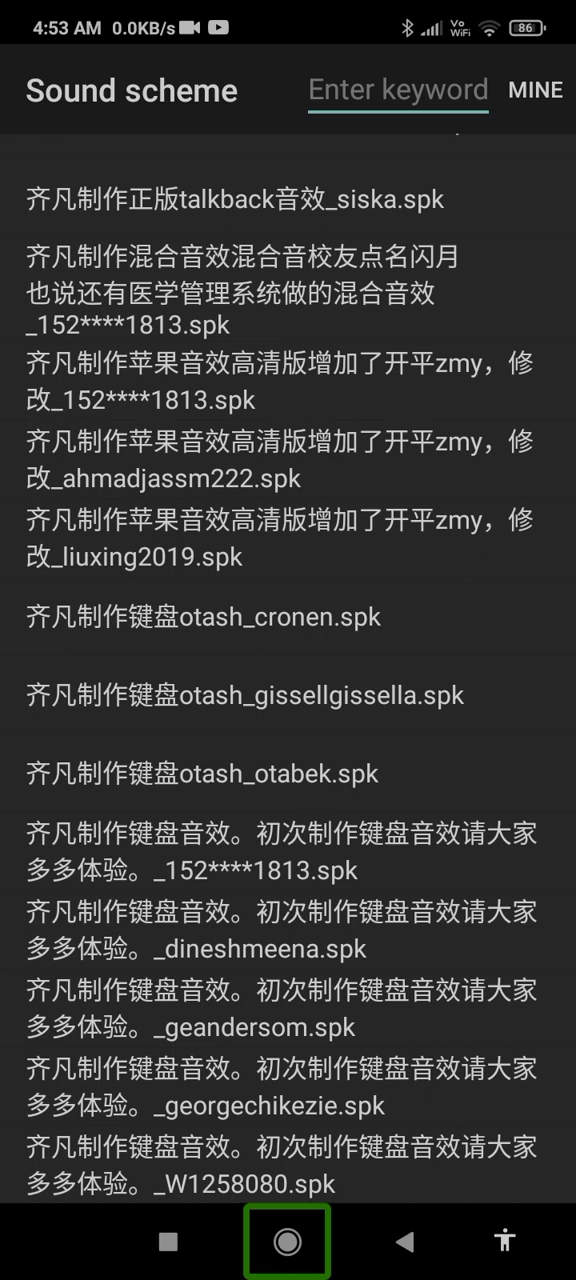 4:53 AM 0.0KB/s Vo WiFi 86
Sound scheme Enter keyword MINE
齐凡制作正版talkback音效_siska.spk
齐凡制作混合音效混合音校友点名闪月
也说还有医学管理系统做的混合音效
_152****1813.spk
齐凡制作苹果音效高清版增加了开平zmy，修
改_152****1813.spk
齐凡制作苹果音效高清版增加了开平zmy，修
改_ahmadjassm222.spk
齐凡制作苹果音效高清版增加了开平zmy，修
改_liuxing2019.spk
齐凡制作键盘otash_cronen.spk
齐凡制作键盘otash_gissellgissella.spk
齐凡制作键盘otash_otabek.spk
齐凡制作键盘音效。初次制作键盘音效请大家
多多体验。_152****1813.spk
齐凡制作键盘音效。初次制作键盘音效请大家
多多体验。_dineshmeena.spk
齐凡制作键盘音效。初次制作键盘音效请大家
多多体验。_geandersom.spk
齐凡制作键盘音效。初次制作键盘音效请大家
多多体验。_georgechikezie.spk
齐凡制作键盘音效。初次制作键盘音效请大家
多多体验。_W1258080.spk